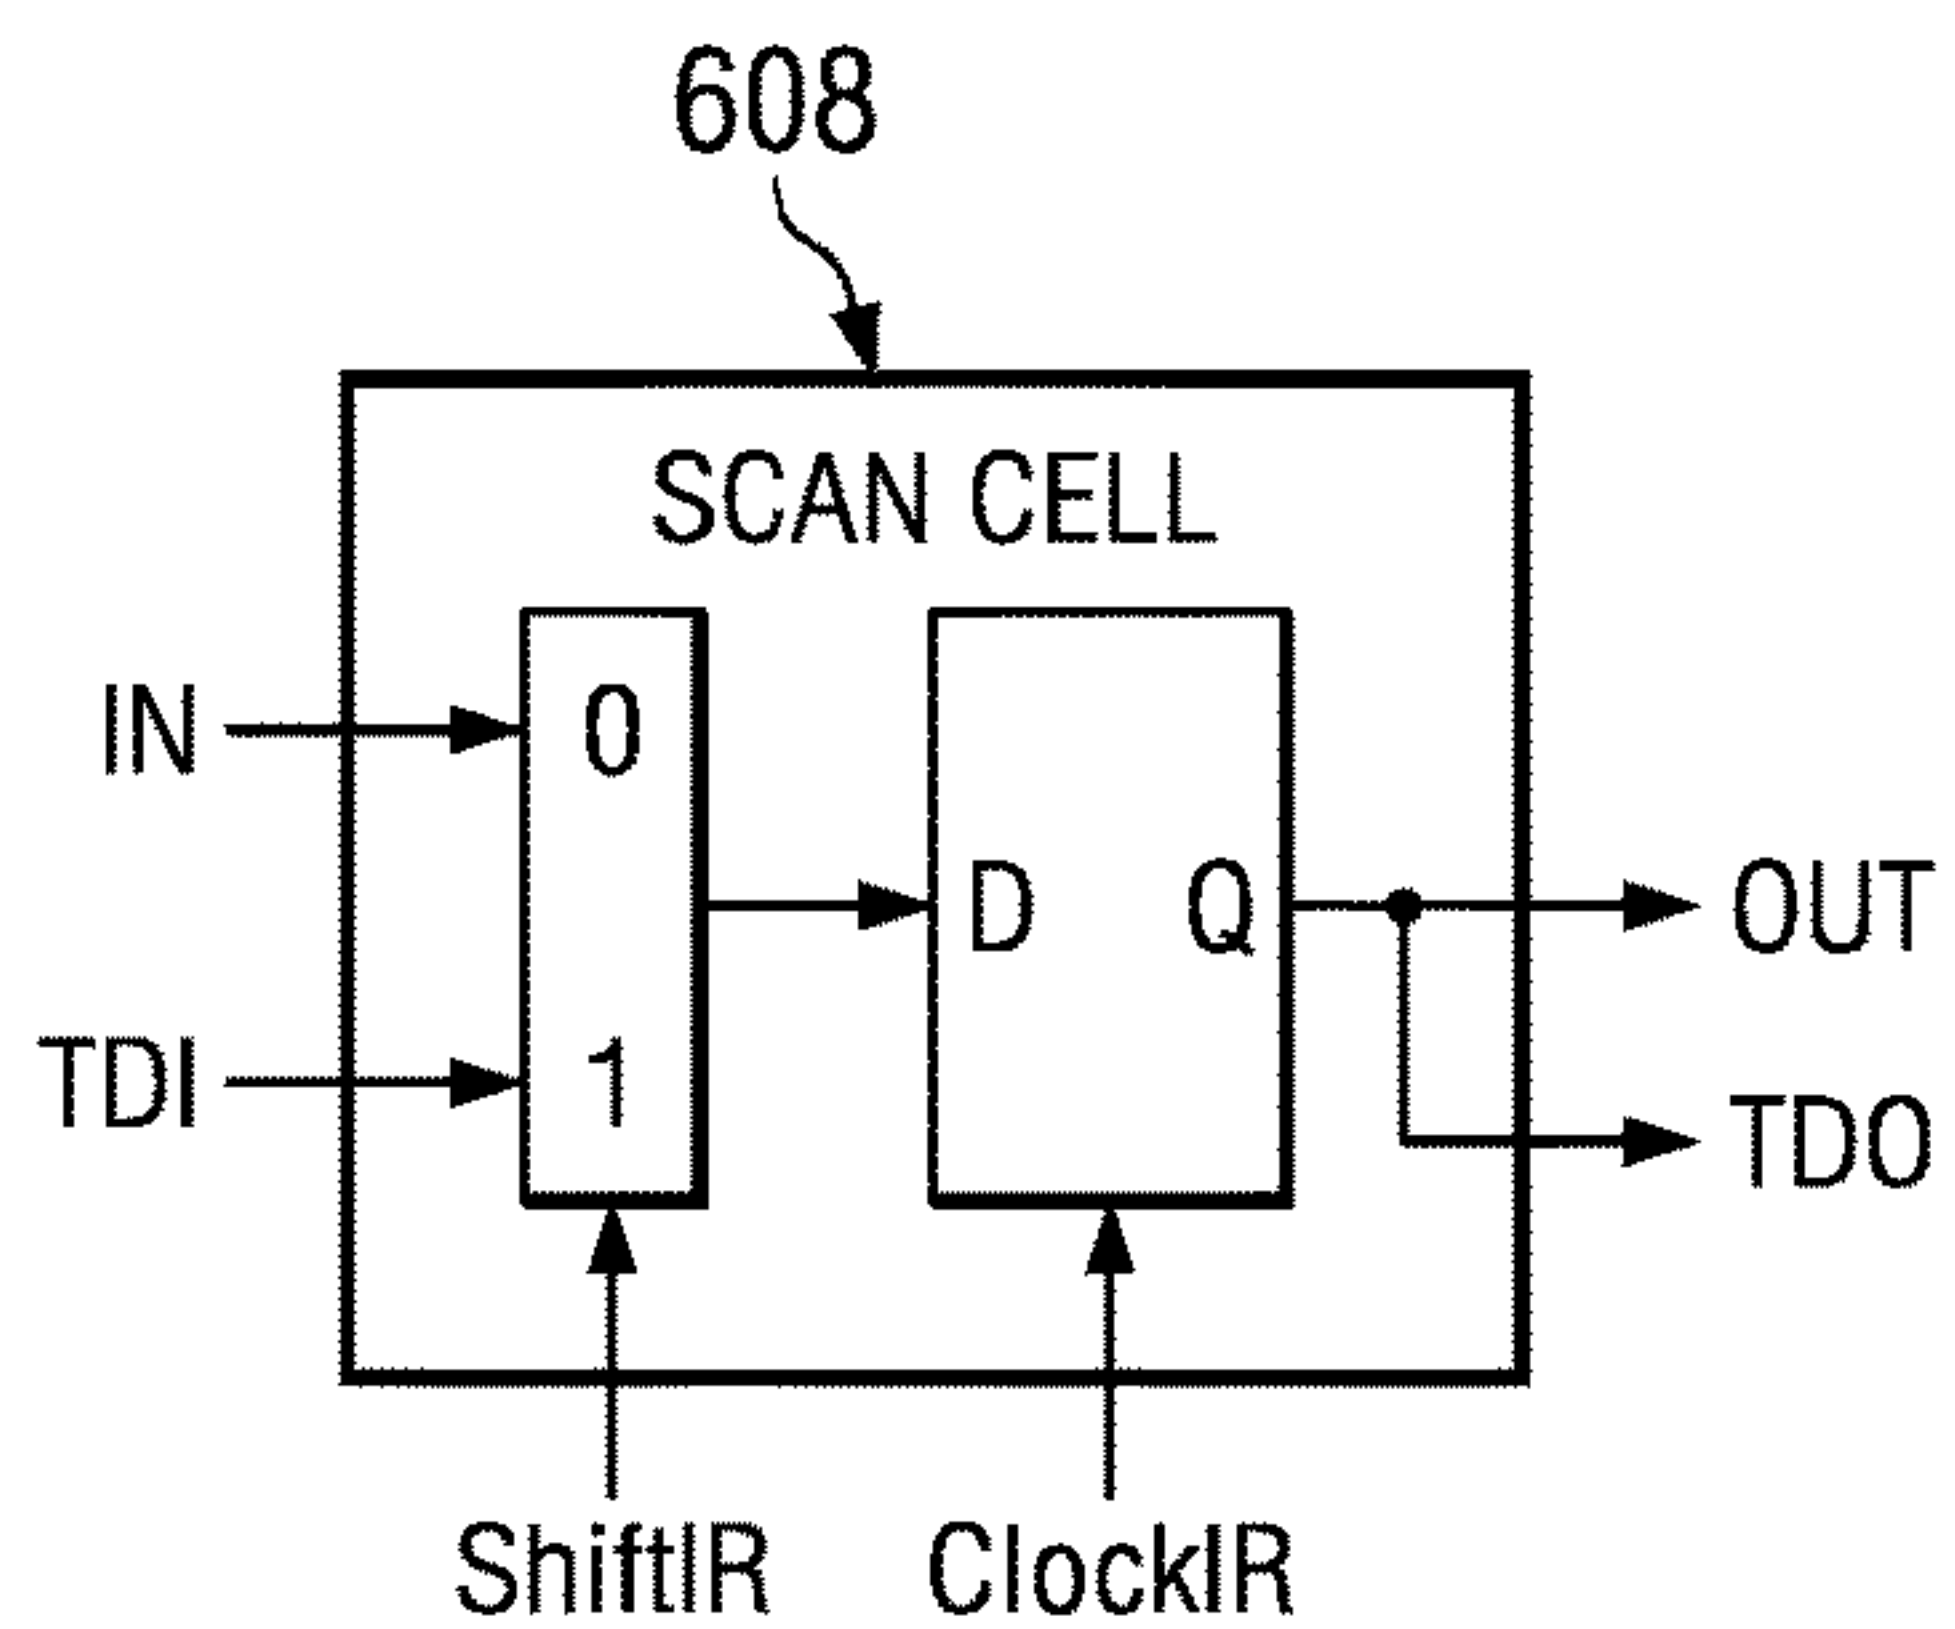 608
SCAN CELL
IN
0
D
Q
OUT
TDI
1
TDO
ShiftIR
ClockIR